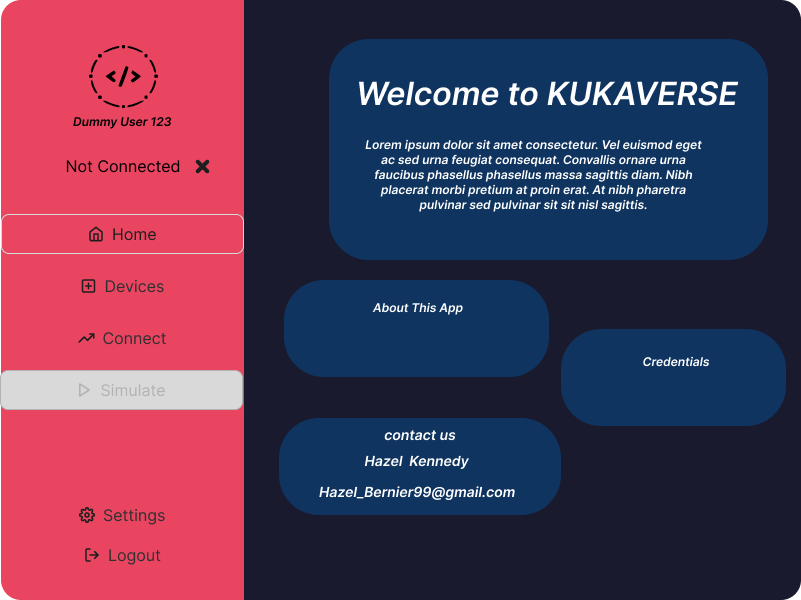 </>
Dummy User 123
Not Connected
Home
Devices
Connect
Simulate
Settings
Logout
Welcome to KUKAVERSE
Lorem ipsum dolor sit amet consectetur. Vel euismod eget
ac sed urna feugiat consequat. Convallis ornare urna
faucibus phasellus phasellus massa sagittis diam. Nibh
placerat morbi pretium at proin erat. At nibh pharetra
pulvinar sed pulvinar sit sit nisl sagittis.
About This App
Credentials
contact us
Hazel Kennedy
Hazel_Bernier99@gmail.com